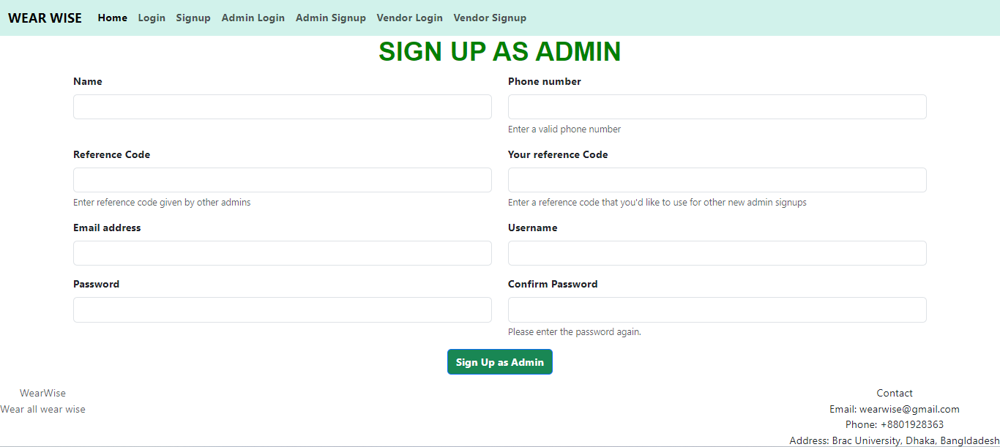 WEAR WISE Home Login Signup Admin Login Admin Signup Vendor Login Vendor Signup
SIGN UP AS ADMIN
Name
Phone number
Enter a valid phone number
Reference Code
Enter reference code given by other admins
Your reference Code
Enter a reference code that you'd like to use for other new admin signups
Email address
Username
Password
Confirm Password
Please enter the password again.
Sign Up as Admin
WearWise
Wear all wear wise
Contact
Email: wearwise@gmail.com
Phone: +8801928363
Address: Brac University, Dhaka, Bangldadesh